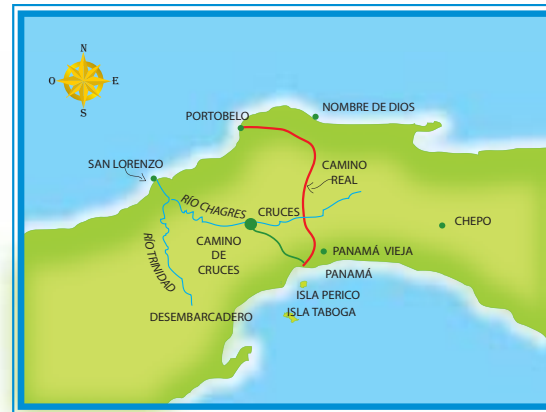 N
O
E
S
NOMBRE DE DIOS
PORTOBELO
CAMINO
REAL
SAN LORENZO
RÍO CHAGRES
CRUCES
CHEPO
CAMINO
DE
CRUCES
RÍO TRINIDAD
PANAMÁ VIEJA
PANAMÁ
ISLA PERICO
ISLA TABOGA
DESEMBARCADERO